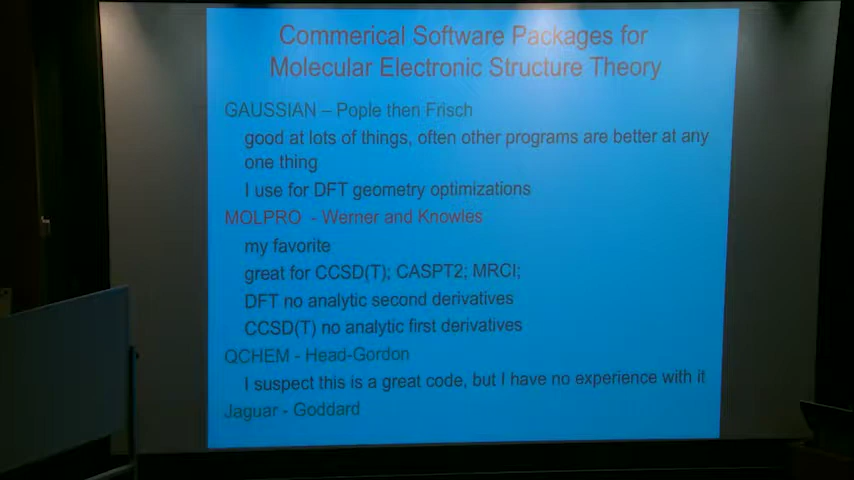 Commerical Software Packages for
Molecular Electronic Structure Theory
GAUSSIAN – Pople then Frisch
good at lots of things, often other programs are better at any
one thing
I use for DFT geometry optimizations
MOLPRO - Werner and Knowles
my favorite
great for CCSD(T); CASPT2; MRCI;
DFT no analytic second derivatives
CCSD(T) no analytic first derivatives
QCHEM - Head-Gordon
I suspect this is a great code, but I have no experience with it
Jaguar - Goddard